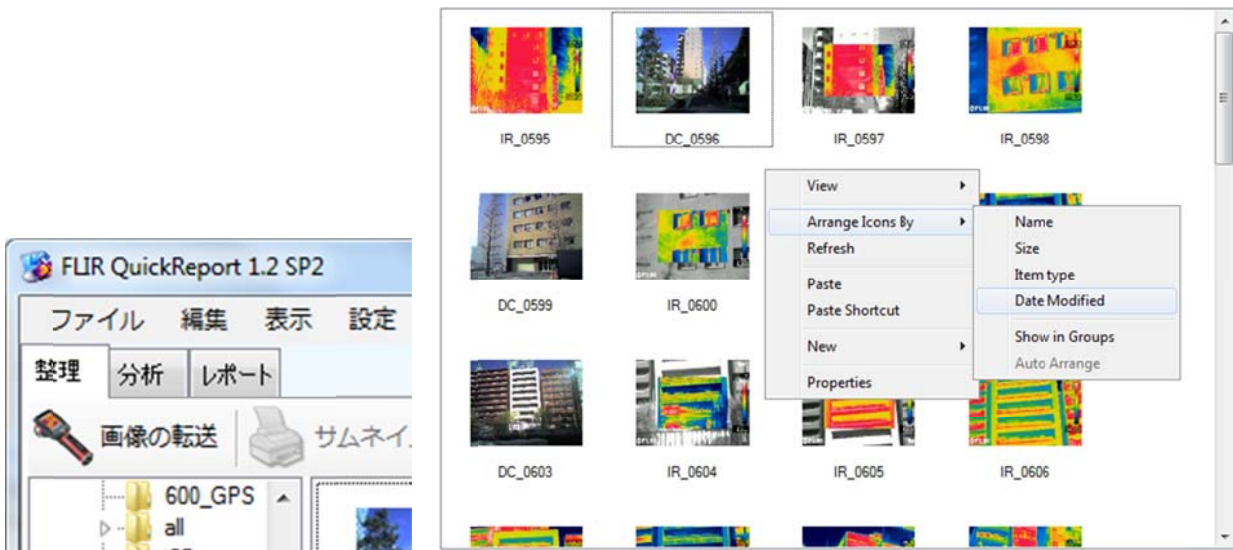 FLIR QuickReport 1.2 SP2
ファイル 編集 表示 設定
整理 分析 レポート
画像の転送 サムネイ
600_GPS
all
IR_0595 DC_0596 IR_0597 IR_0598
View
Arrange Icons By
Refresh
Paste
Paste Shortcut
New
Properties
Name
Size
Item type
Date Modified
Show in Groups
Auto Arrange
DC_0599 IR_0600
DC_0603 IR_0604 IR_0605 IR_0606